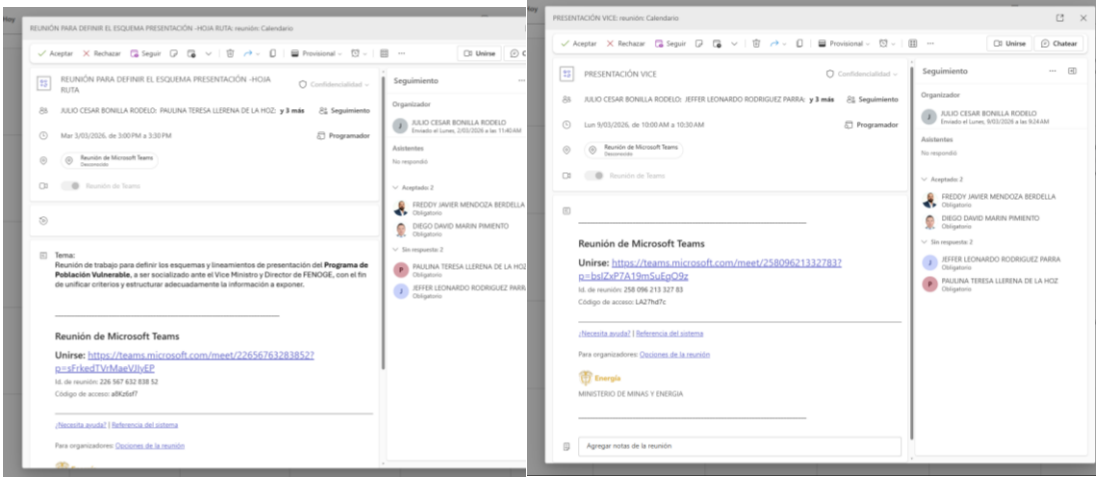 REUNIÓN PARA DEFINIR EL ESQUEMA PRESENTACIÓN -HOJA RUTA: reunión: Calendario
Aceptar Rechazar Seguir Provisional Unirse
REUNIÓN PARA DEFINIR EL ESQUEMA PRESENTACIÓN -HOJA
RUTA
Confidencialidad
JULIO CESAR BONILLA RODELO; PAULINA TERESA LLERENA DE LA HOZ; y 3 más Seguimiento
Mar 3/03/2026, de 3:00 PM a 3:30 PM Programador
Reunión de Microsoft Teams
Desconocido
Reunión de Teams
Tema:
Reunión de trabajo para definir los esquemas y lineamientos de presentación del Programa de
Población Vulnerable, a ser socializado ante el Vice Ministro y Director de FENOGE, con el fin
de unificar criterios y estructurar adecuadamente la información a exponer.
Reunión de Microsoft Teams
Unirse: https://teams.microsoft.com/meet/22656763283852?
Id. de reunión: 226 567 632 838 52
Código de acceso:
¿Necesita ayuda? | Referencia del sistema
Para organizadores: Opciones de la reunión
Seguimiento
Organizador
JULIO CESAR BONILLA RODELO
Enviado el Lunes, 2/03/2026 a las 11:40 AM
Asistentes
No respondió
Aceptado 2
FREDDY JAVIER MENDOZA BERDELLA
Obligatorio
DIEGO DAVID MARIN PIMIENTO
Obligatorio
Sin respuesta 2
PAULINA TERESA LLERENA DE LA HOZ
Obligatorio
JEFFER LEONARDO RODRIGUEZ PARRA
Obligatorio
PRESENTACIÓN VICE: reunión: Calendario
Aceptar Rechazar Seguir Provisional Unirse Chatear
PRESENTACIÓN VICE Confidencialidad
JULIO CESAR BONILLA RODELO; JEFFER LEONARDO RODRIGUEZ PARRA; y 3 más Seguimiento
Lun 9/03/2026, de 10:00 AM a 10:30 AM Programador
Reunión de Microsoft Teams
Desconocido
Reunión de Teams
Reunión de Microsoft Teams
Unirse: https://teams.microsoft.com/meet/25809621332783?
Id. de reunión: 258 096 213 327 83
Código de acceso: LA27hd7c
¿Necesita ayuda? | Referencia del sistema
Para organizadores: Opciones de la reunión
Energía
MINISTERIO DE MINAS Y ENERGIA
Agregar notas de la reunión
Seguimiento
Organizador
JULIO CESAR BONILLA RODELO
Enviado el Lunes, 9/03/2026 a las 9:24 AM
Asistentes
No respondió
Aceptado 2
FREDDY JAVIER MENDOZA BERDELLA
Obligatorio
DIEGO DAVID MARIN PIMIENTO
Obligatorio
Sin respuesta 2
JEFFER LEONARDO RODRIGUEZ PARRA
Obligatorio
PAULINA TERESA LLERENA DE LA HOZ
Obligatorio